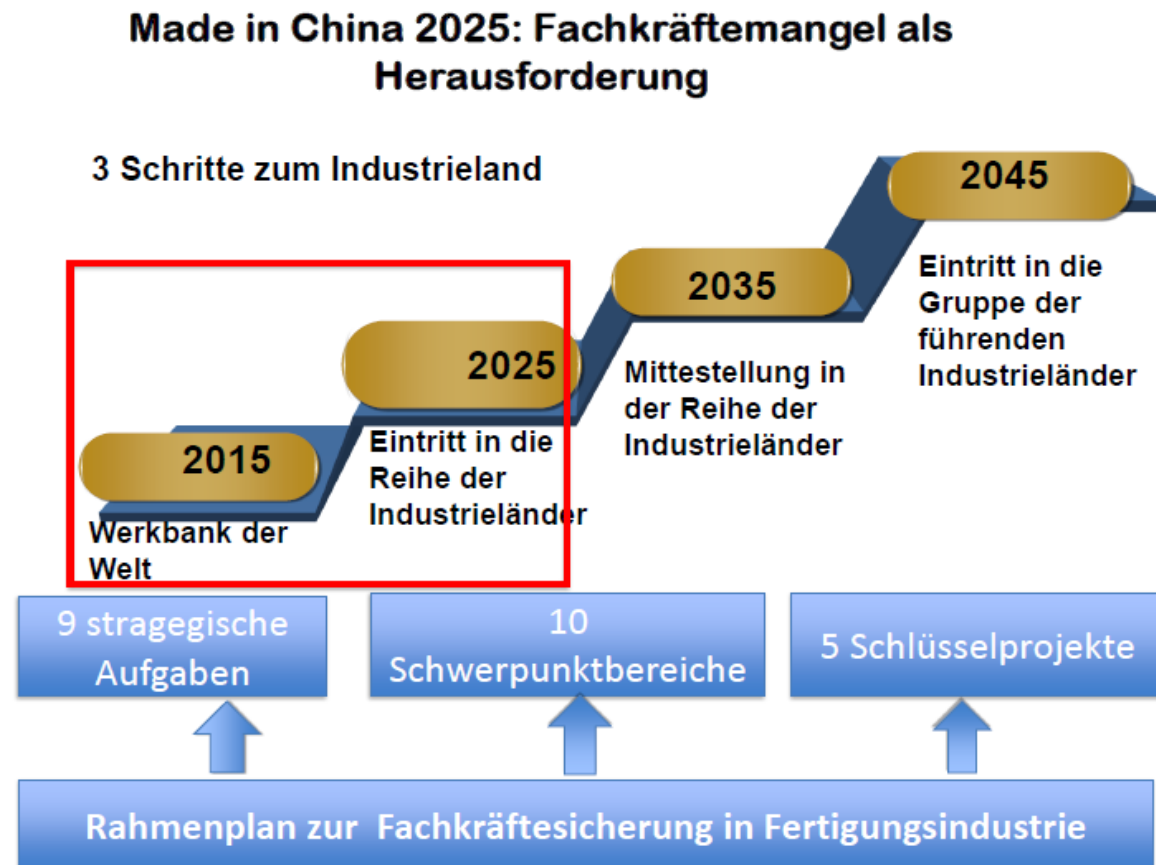 Made in China 2025: Fachkräftemangel als
Herausforderung
3 Schritte zum Industrieland
2015
Werkbank der
Welt
2025
Eintritt in die
Reihe der
Industrieländer
2035
Mittestellung in
der Reihe der
Industrieländer
2045
Eintritt in die
Gruppe der
führenden
Industrieländer
9 stragegische
Aufgaben
10
Schwerpunktbereiche
5 Schlüsselprojekte
Rahmenplan zur Fachkräftesicherung in Fertigungsindustrie